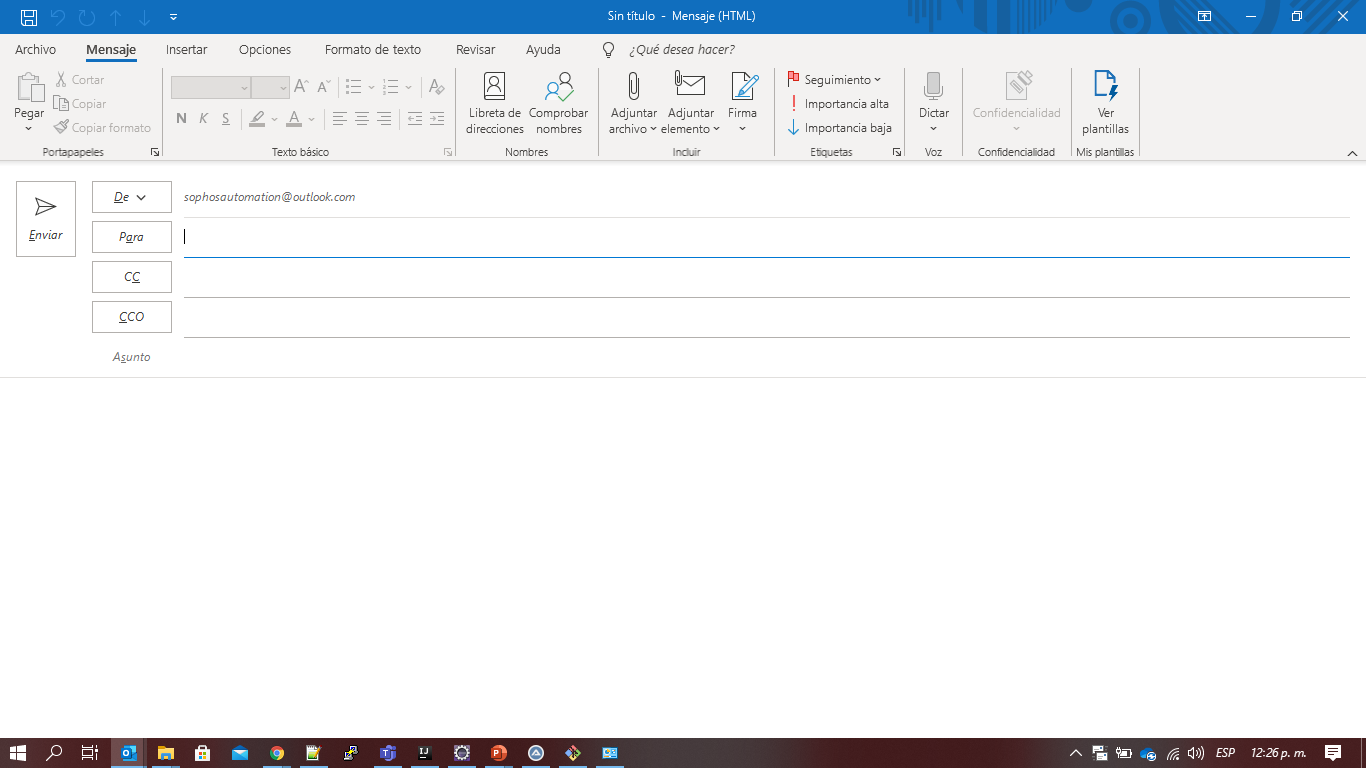 Sin título - Mensaje (HTML)
Archivo Mensaje Insertar Opciones Formato de texto Revisar Ayuda ¿Qué desea hacer?
Pegar
Cortar
Copiar
Copiar formato
Portapapeles
N K S A
Texto básico
Libreta de direcciones
Comprobar nombres
Nombres
Adjuntar archivo
Adjuntar elemento
Firma
Incluir
Seguimiento
Importancia alta
Importancia baja
Etiquetas
Dictar
Voz
Confidencialidad
Confidencialidad
Ver plantillas
Mis plantillas
Enviar
De sophosautomation@outlook.com
Para
CC
CCO
Asunto
ESP 12:26 p. m.